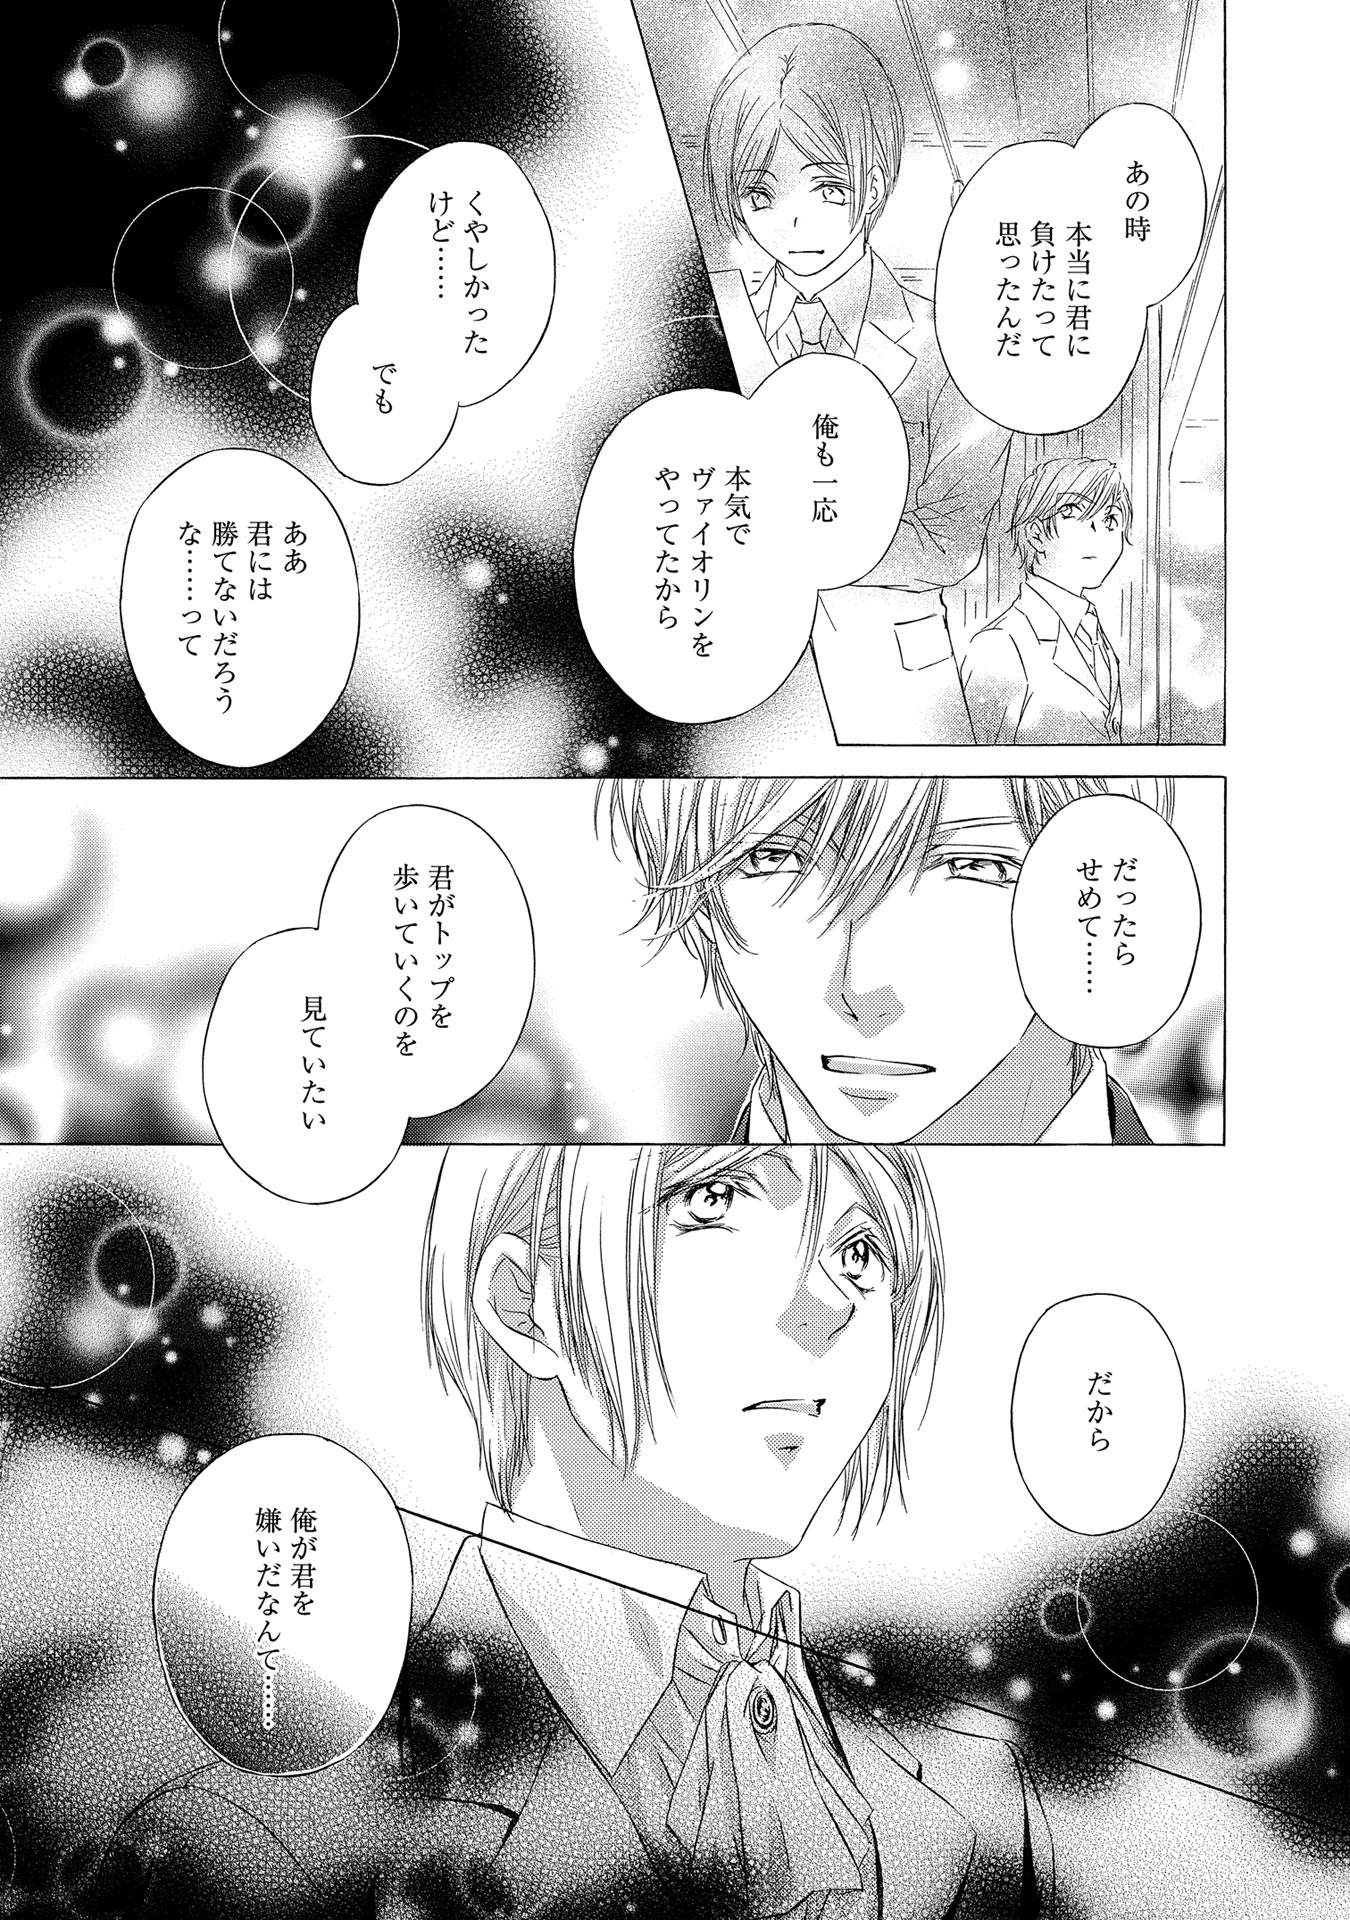 あの時
本当に君に
負けたって
思ったんだ
俺も一応
本気で
ヴァイオリンを
やってたから
くやしかった
けど……
でも
ああ
君には
勝てないだろう
な……って
だったら
せめて……
君がトップを
歩いていくのを
見ていたい
だから
俺が君を
嫌いだなんて……